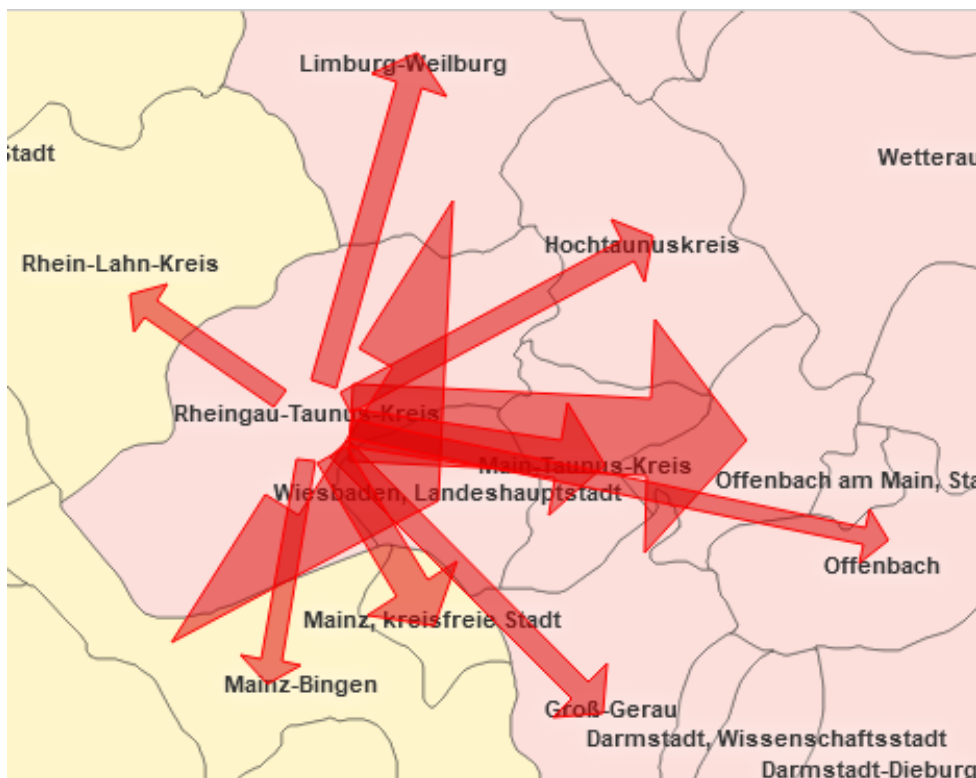 Limburg-Weilburg
Stadt
Wetterau
Hochtaunuskreis
Rhein-Lahn-Kreis
Rheingau-Taunus-Kreis
Main-Taunus-Kreis
Offenbach am Main, Sta
Wiesbaden, Landeshauptstadt
Offenbach
Mainz, kreisfreie Stadt
Mainz-Bingen
Groß-Gerau
Darmstadt, Wissenschaftsstadt
Darmstadt-Dieburg